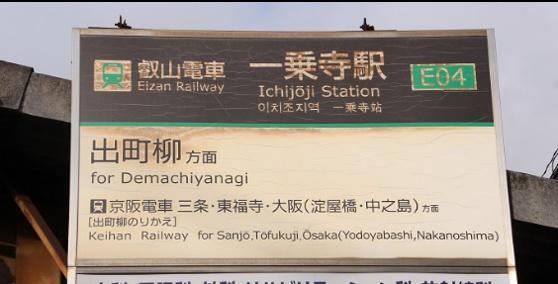 叡山電車
Eizan Railway
一乗寺駅
Ichijōji Station
이치조지역 一乘寺站
E04
出町柳方面
for Demachiyanagi
京阪電車 三条・東福寺・大阪(淀屋橋・中之島)方面
[出町柳のりかえ]
Keihan Railway for Sanjō,Tōfukuji,Ōsaka(Yodoyabashi,Nakanoshima)